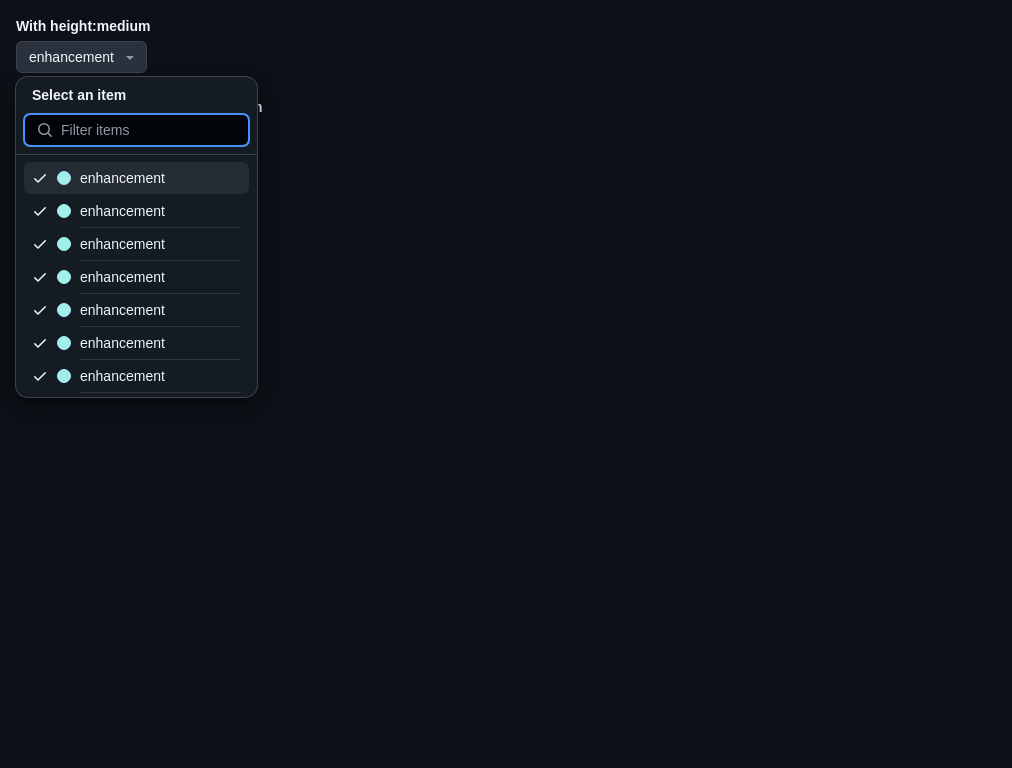 With height:medium
enhancement
Select an item
Filter items
enhancement
enhancement
enhancement
enhancement
enhancement
enhancement
enhancement